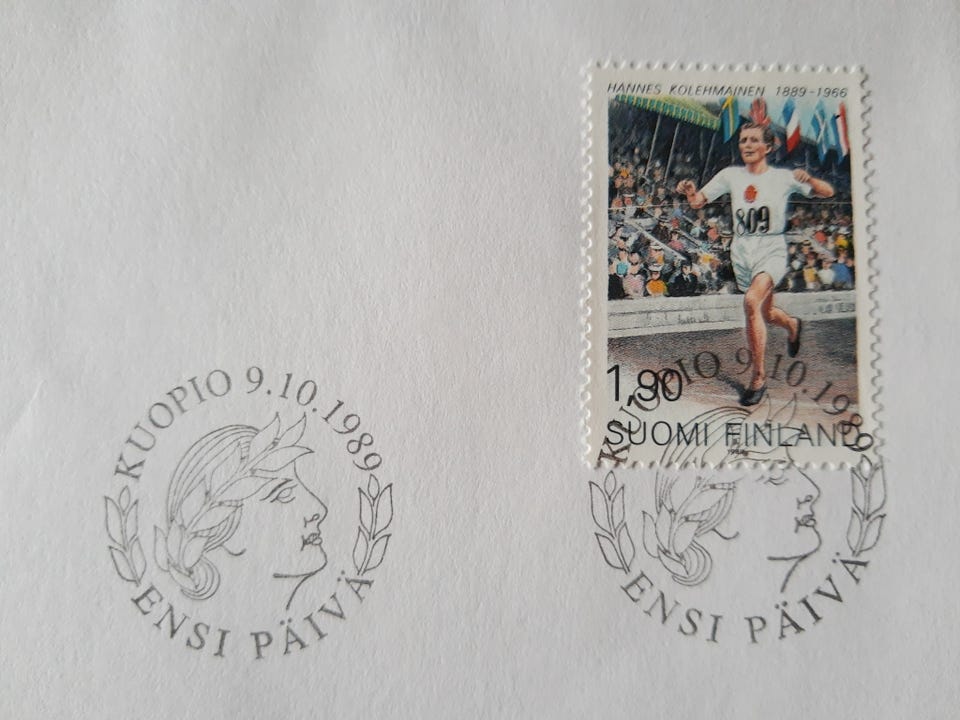 HANNES KOLEHMAINEN 1889-1966
809
1,90
SUOMI FINLAND
KUOPIO 9.10.1989
ENSI PÄIVÄ
KUOPIO 9.10.1989
ENSI PÄIVÄ